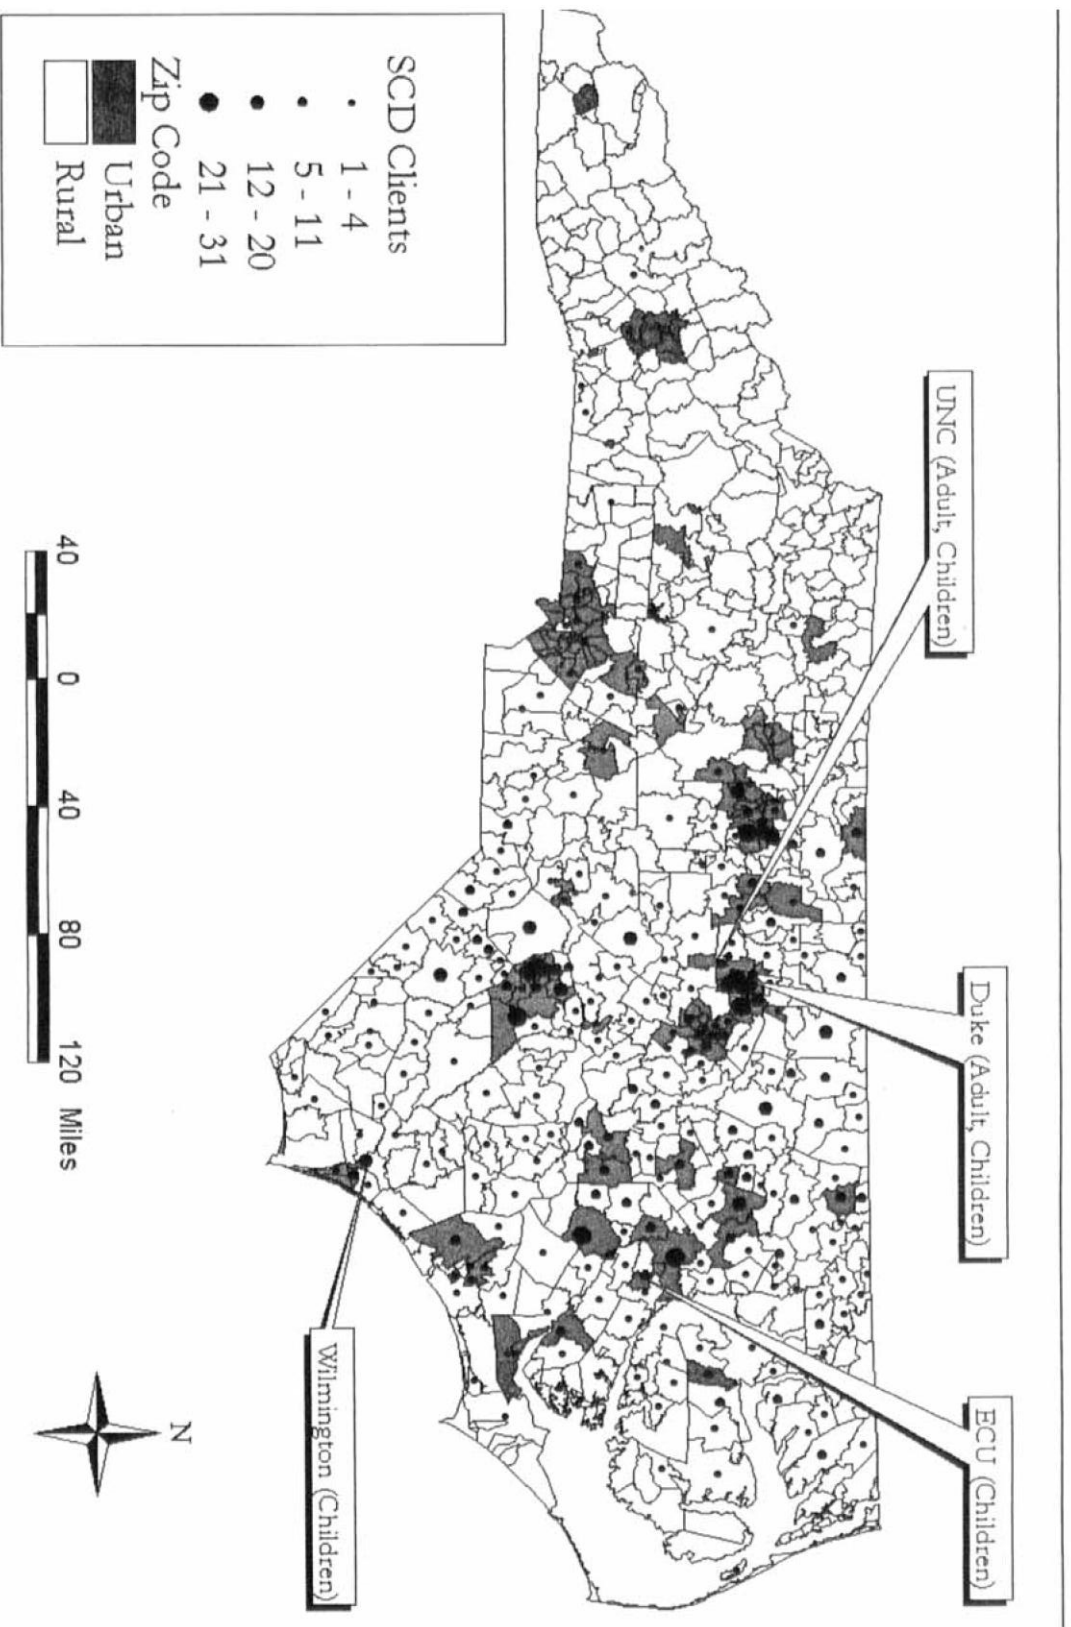 UNC (Adult, Children)
Duke (Adult, Children)
ECU (Children)
Wilmington (Children)
SCD Clients
1 - 4
5 - 11
12 - 20
21 - 31
Zip Code
Urban
Rural
40 0 40 80 120 Miles
N